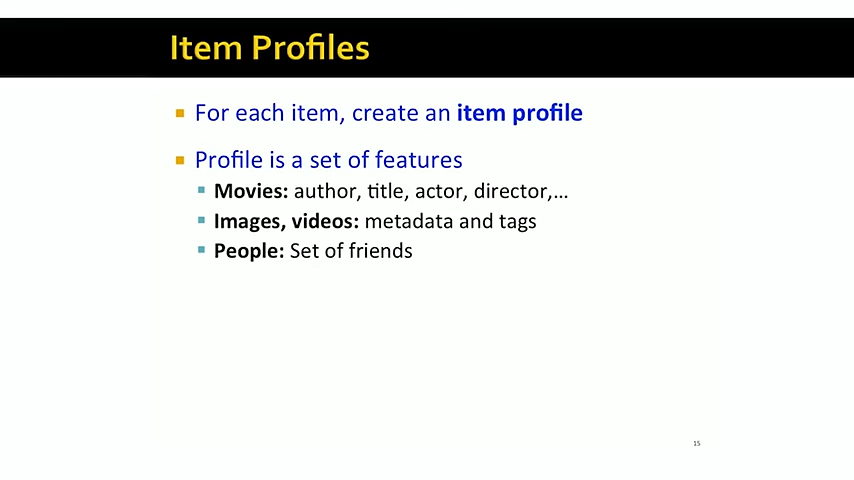 Item Profiles
For each item, create an item profile
Profile is a set of features
Movies: author, title, actor, director,...
Images, videos: metadata and tags
People: Set of friends
15